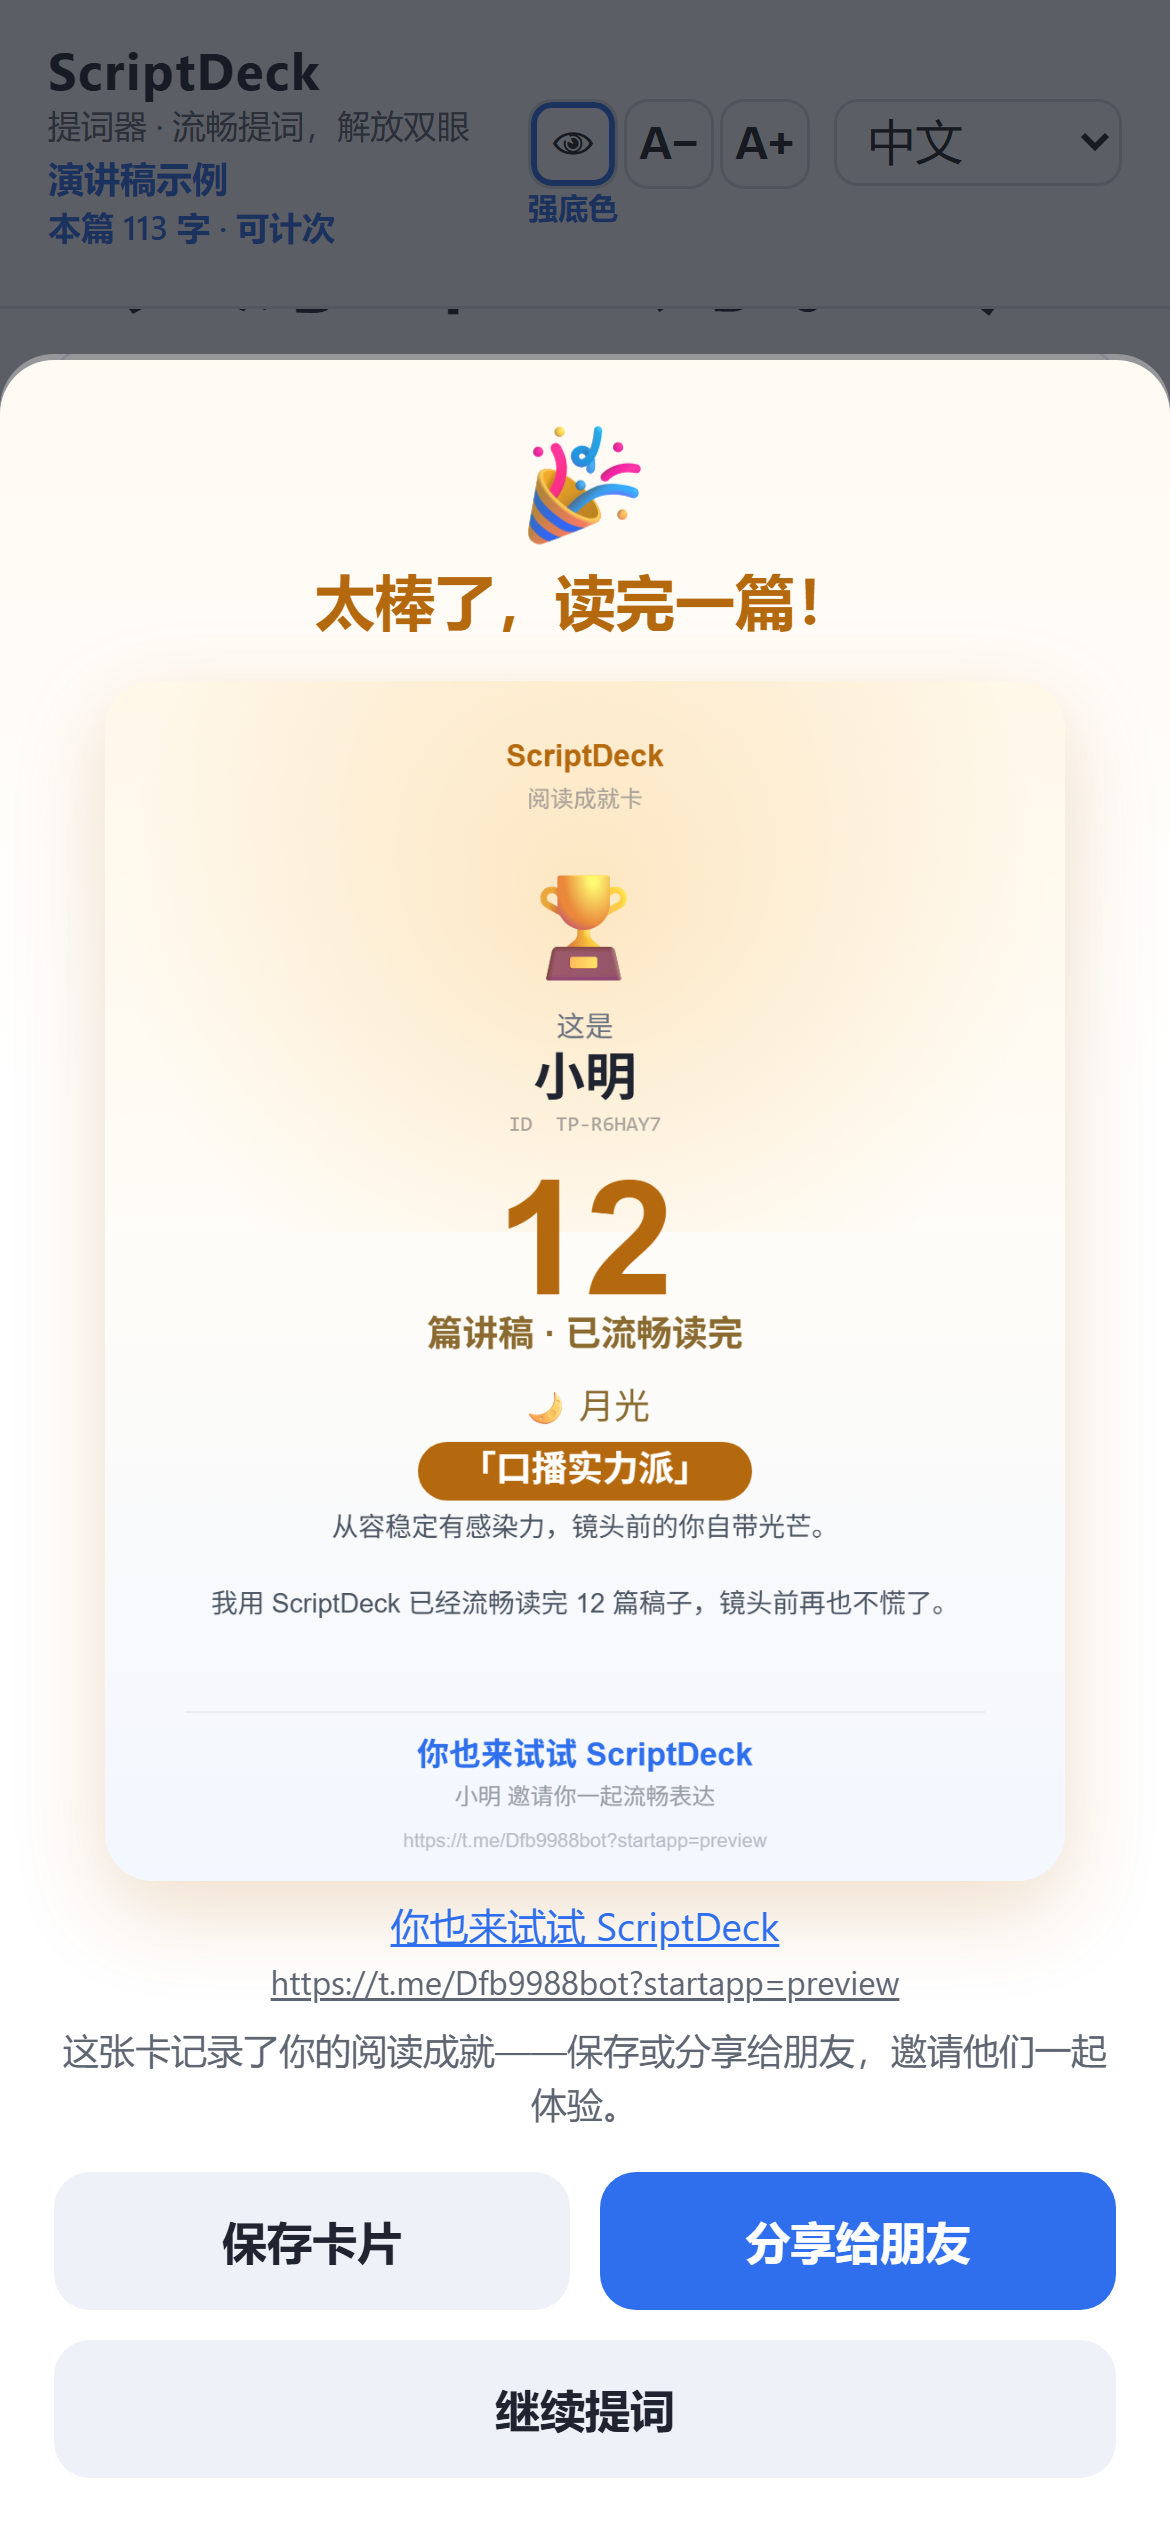 ScriptDeck
提词器 · 流畅提词，解放双眼
演讲稿示例
本篇 113 字 · 可计次
强底色
A−
A+
中文
太棒了，读完一篇！
ScriptDeck
阅读成就卡
这是
小明
ID TP-R6HAY7
12
篇讲稿 · 已流畅读完
月光
「口播实力派」
从容稳定有感染力，镜头前的你自带光芒。
我用 ScriptDeck 已经流畅读完 12 篇稿子，镜头前再也不慌了。
你也来试试 ScriptDeck
小明 邀请你一起流畅表达
https://t.me/Dfb9988bot?startapp=preview
你也来试试 ScriptDeck
https://t.me/Dfb9988bot?startapp=preview
这张卡记录了你的阅读成就——保存或分享给朋友，邀请他们一起
体验。
保存卡片
分享给朋友
继续提词